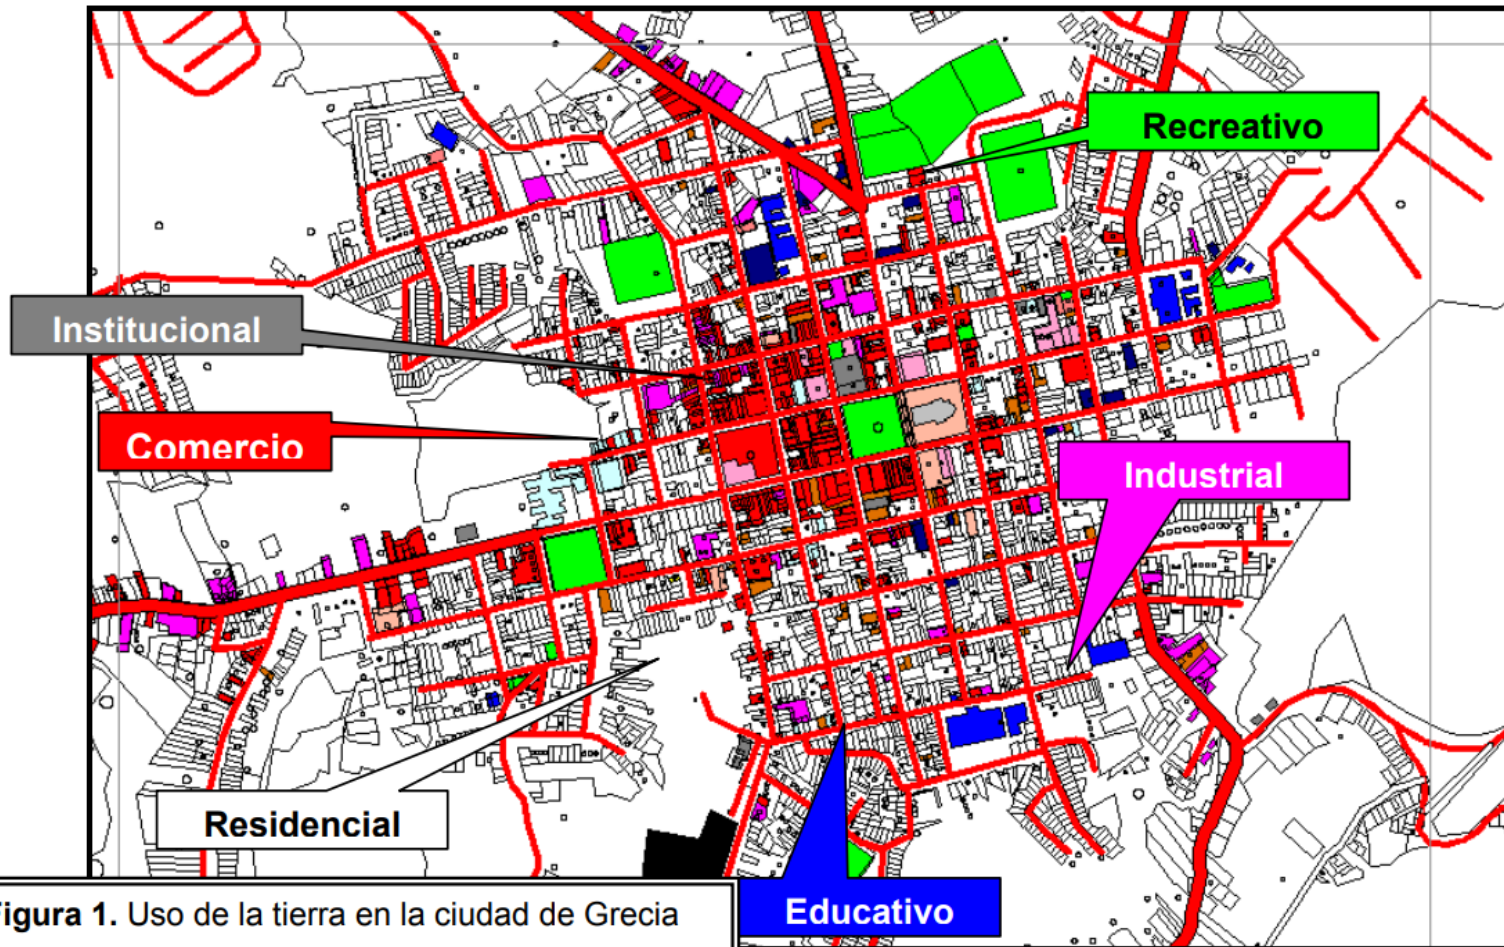 Recreativo
Institucional
Comercio
Industrial
Residencial
Educativo
igura 1. Uso de la tierra en la ciudad de Grecia